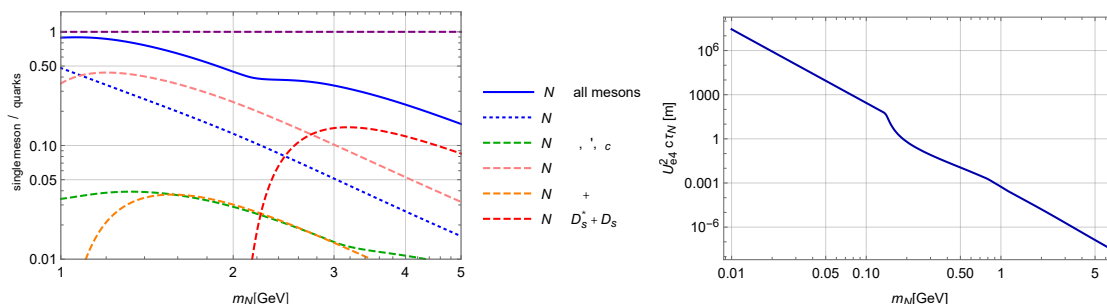 1
0.50
0.10
0.05
0.01
single meson / quarks
1
2
3
4
5
m_N[GeV]
N all mesons
N
N , ', c
N
N +
N D_s^* + D_s
10^6
1000
1
0.001
10^-6
U_e4^2 c τ_N [m]
0.01
0.05
0.10
0.50
1
5
m_N[GeV]